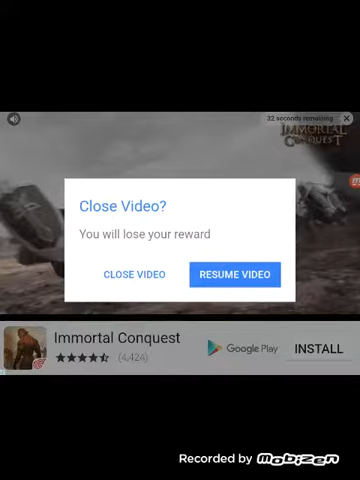 32 seconds remaining
IMMORTAL
CONQUEST
Close Video?
You will lose your reward
CLOSE VIDEO
RESUME VIDEO
Immortal Conquest
(4,424)
Google Play
INSTALL
Recorded by mobizen